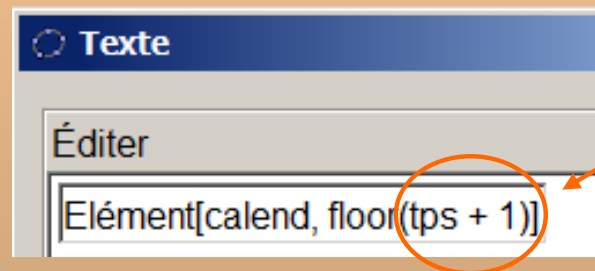 Texte
Éditer
Elément[calend, floor(tps + 1)]